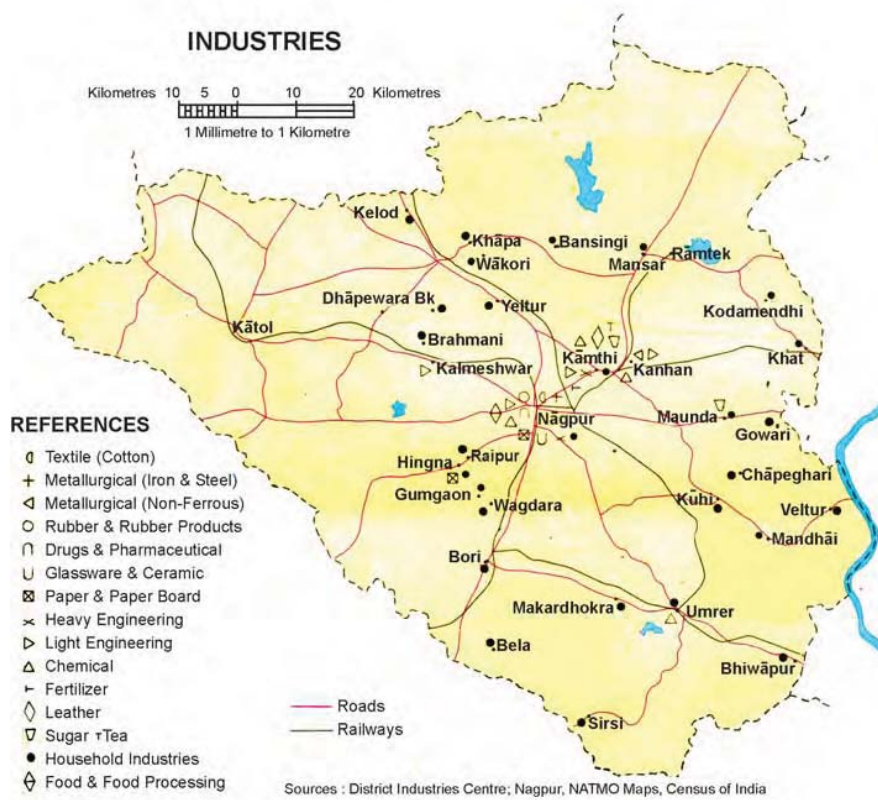 INDUSTRIES
Kilometres 10 5 0 10 20 Kilometres
1 Millimetre to 1 Kilometre
Kelod
Khāpa
Bansingi
Wākori
Mansar
Rāmtek
Dhāpewara Bk
Yeltur
Kodamendhi
Kātol
Brahmani
Kāmthi
Khat
Kalmeshwar
Kanhan
Nāgpur
Maunda
Gowari
Hingna
Raipur
Chāpeghari
Gumgaon
Kūhi
Wagdara
Veltur
Mandhāi
Bori
Makardhokra
Umrer
Bela
Bhiwāpur
Sirsi
REFERENCES
Textile (Cotton)
Metallurgical (Iron & Steel)
Metallurgical (Non-Ferrous)
Rubber & Rubber Products
Drugs & Pharmaceutical
Glassware & Ceramic
Paper & Paper Board
Heavy Engineering
Light Engineering
Chemical
Fertilizer
Leather
Sugar ┬Tea
Household Industries
Food & Food Processing
Roads
Railways
Sources : District Industries Centre; Nagpur, NATMO Maps, Census of India